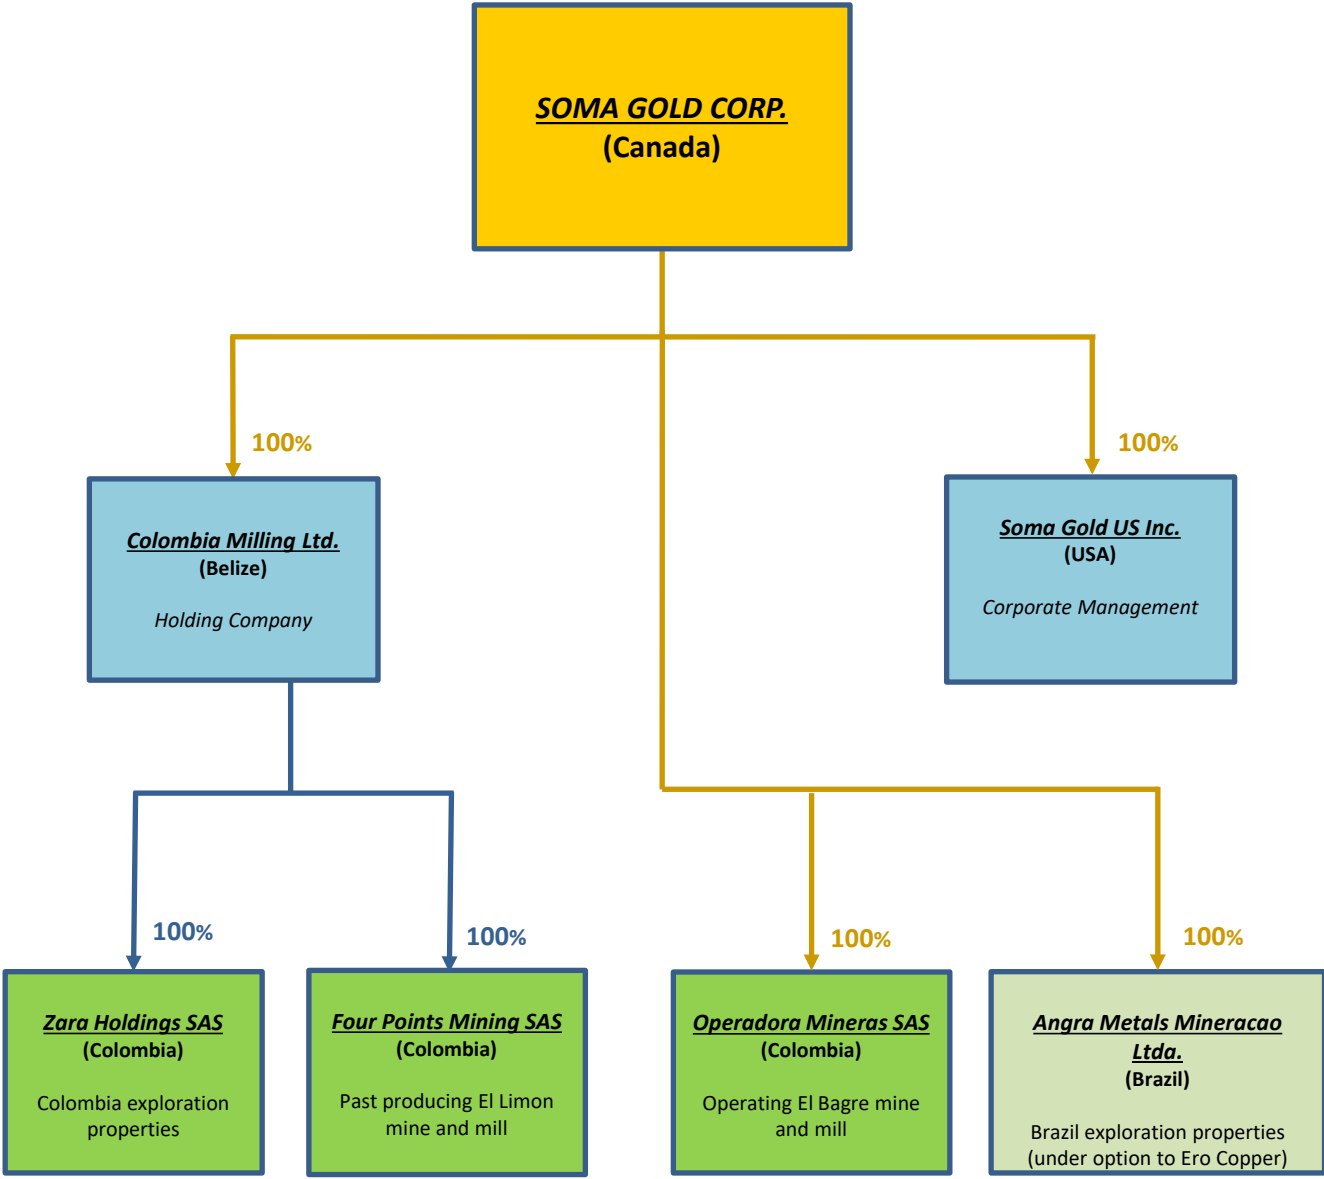 SOMA GOLD CORP.
(Canada)
100%
100%
Colombia Milling Ltd.
(Belize)
Holding Company
Soma Gold US Inc.
(USA)
Corporate Management
100%
100%
100%
100%
Zara Holdings SAS
(Colombia)
Colombia exploration
properties
Four Points Mining SAS
(Colombia)
Past producing El Limon
mine and mill
Operadora Mineras SAS
(Colombia)
Operating El Bagre mine
and mill
Angra Metals Mineracao
Ltda.
(Brazil)
Brazil exploration properties
(under option to Ero Copper)